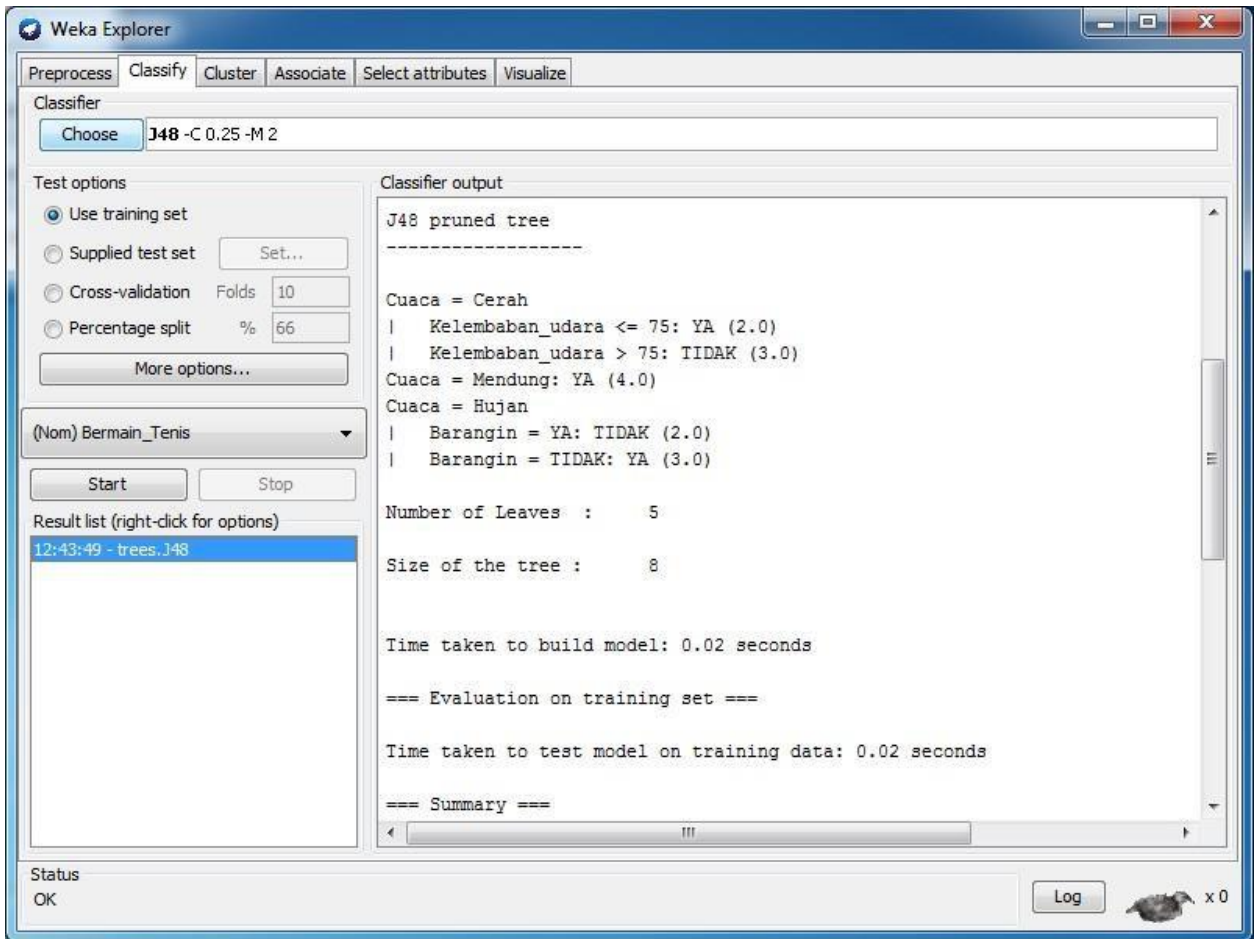 Weka Explorer
Preprocess Classify Cluster Associate Select attributes Visualize
Classifier
Choose J48 -C 0.25 -M 2
Test options
Use training set
Supplied test set Set...
Cross-validation Folds 10
Percentage split % 66
More options...
(Nom) Bermain_Tenis
Start Stop
Result list (right-click for options)
12:43:49 - trees.J48
Classifier output
J48 pruned tree
------------------
Cuaca = Cerah
|   Kelembaban_udara <= 75: YA (2.0)
|   Kelembaban_udara > 75: TIDAK (3.0)
Cuaca = Mendung: YA (4.0)
Cuaca = Hujan
|   Barangin = YA: TIDAK (2.0)
|   Barangin = TIDAK: YA (3.0)
Number of Leaves  :     5
Size of the tree :     8
Time taken to build model: 0.02 seconds
=== Evaluation on training set ===
Time taken to test model on training data: 0.02 seconds
=== Summary ===
Status
OK
Log x 0